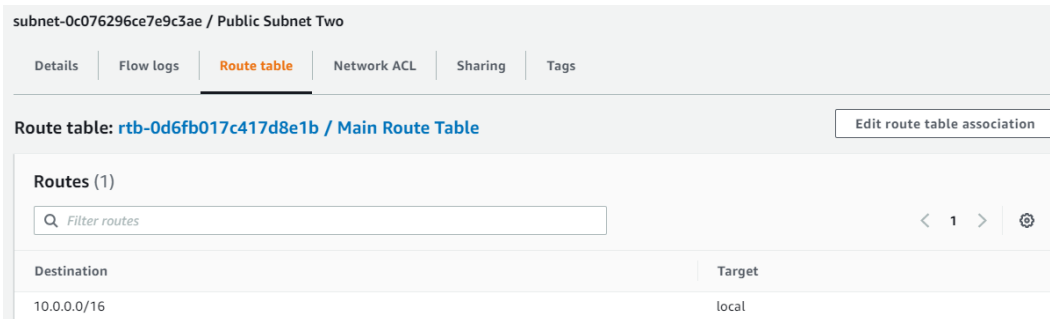 subnet-0c076296ce7e9c3ae / Public Subnet Two
Details Flow logs Route table Network ACL Sharing Tags
Route table: rtb-0d6fb017c417d8e1b / Main Route Table Edit route table association
Routes (1)
Filter routes 1
Destination Target
10.0.0.0/16 local